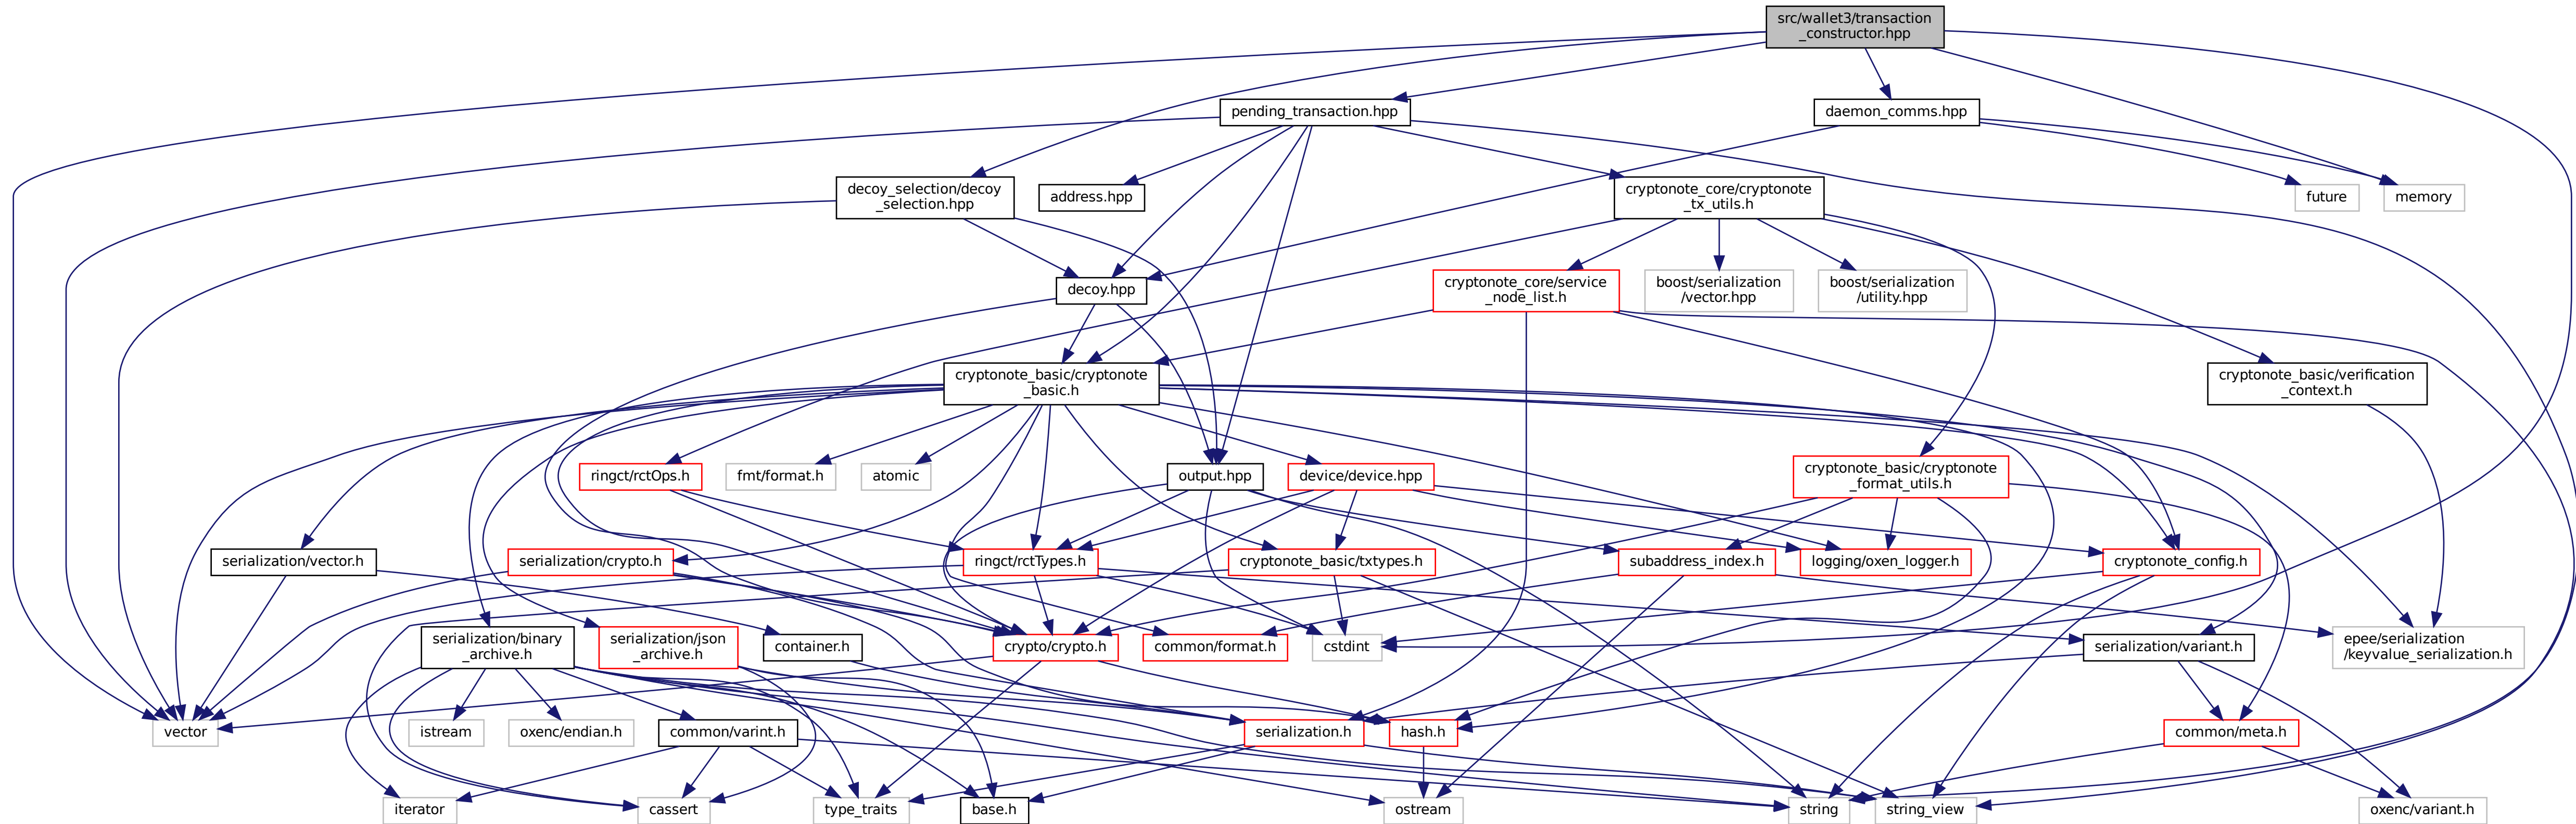 src/wallet3/transaction
_constructor.hpp
pending_transaction.hpp
daemon_comms.hpp
decoy_selection/decoy
_selection.hpp
address.hpp
cryptonote_core/cryptonote
_tx_utils.h
future
memory
decoy.hpp
cryptonote_core/service
_node_list.h
boost/serialization
/vector.hpp
boost/serialization
/utility.hpp
cryptonote_basic/cryptonote
_basic.h
cryptonote_basic/verification
_context.h
ringct/rctOps.h
fmt/format.h
atomic
output.hpp
device/device.hpp
cryptonote_basic/cryptonote
_format_utils.h
serialization/vector.h
serialization/crypto.h
ringct/rctTypes.h
cryptonote_basic/txtypes.h
subaddress_index.h
logging/oxen_logger.h
cryptonote_config.h
serialization/binary
_archive.h
serialization/json
_archive.h
container.h
crypto/crypto.h
common/format.h
cstdint
serialization/variant.h
epee/serialization
/keyvalue_serialization.h
vector
istream
oxenc/endian.h
common/varint.h
serialization.h
hash.h
common/meta.h
iterator
cassert
type_traits
base.h
ostream
string
string_view
oxenc/variant.h